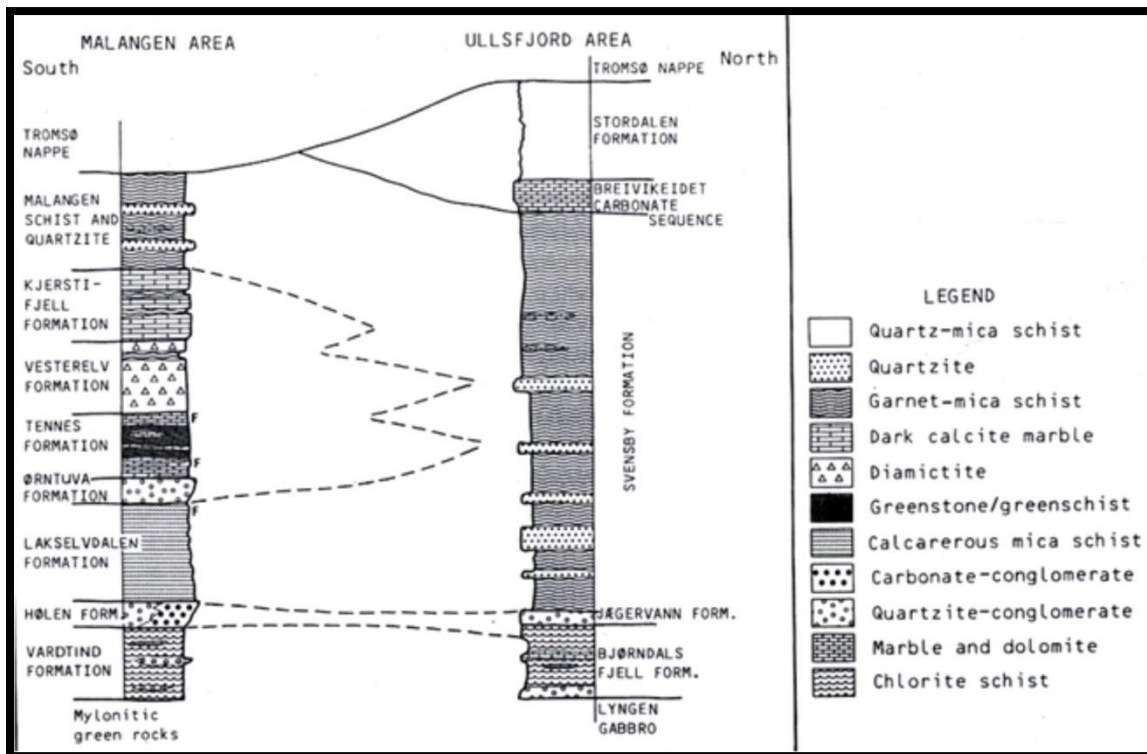 MALANGEN AREA
ULLSFJORD AREA
South
North
TROMSØ NAPPE
STORDALEN
FORMATION
BREIVIKEIDET
CARBONATE
SEQUENCE
SVENSBY FORMATION
JÆGERVANN FORM.
BJØRNDALS
FJELL FORM.
LYNGEN
GABBRO
TROMSØ
NAPPE
MALANGEN
SCHIST AND
QUARTZITE
KJERSTI-
FJELL
FORMATION
VESTERELV
FORMATION
TENNES
FORMATION
F
F
ØRNTUVA
FORMATION
F
LAKSELVDALEN
FORMATION
HØLEN FORM.
VARDTIND
FORMATION
Mylonitic
green rocks
LEGEND
Quartz-mica schist
Quartzite
Garnet-mica schist
Dark calcite marble
Diamictite
Greenstone/greenschist
Calcarerous mica schist
Carbonate-conglomerate
Quartzite-conglomerate
Marble and dolomite
Chlorite schist